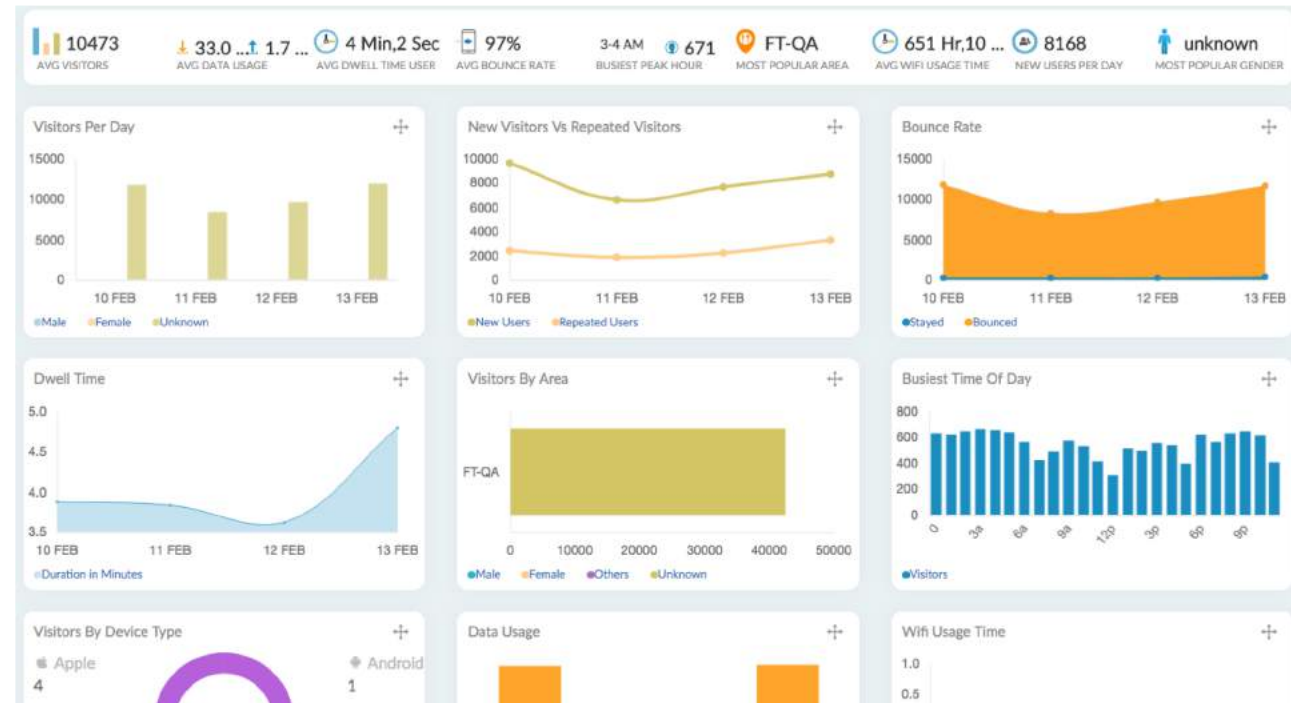 10473
AVG VISITORS
33.0 ... 1.7 ...
AVG DATA USAGE
4 Min,2 Sec
AVG DWELL TIME USER
97%
AVG BOUNCE RATE
3-4 AM 671
BUSIEST PEAK HOUR
FT-QA
MOST POPULAR AREA
651 Hr,10 ...
AVG WIFI USAGE TIME
8168
NEW USERS PER DAY
unknown
MOST POPULAR GENDER
Visitors Per Day
15000
10000
5000
0
10 FEB 11 FEB 12 FEB 13 FEB
Male Female Unknown
New Visitors Vs Repeated Visitors
10000
8000
6000
4000
2000
0
10 FEB 11 FEB 12 FEB 13 FEB
New Users Repeated Users
Bounce Rate
15000
10000
5000
0
10 FEB 11 FEB 12 FEB 13 FEB
Stayed Bounced
Dwell Time
5.0
4.5
4.0
3.5
10 FEB 11 FEB 12 FEB 13 FEB
Duration in Minutes
Visitors By Area
FT-QA
0 10000 20000 30000 40000 50000
Male Female Others Unknown
Busiest Time Of Day
800
600
400
200
0
0 3a 6a 9a 12p 3p 6p 9p
Visitors
Visitors By Device Type
Apple Android
4 1
Data Usage
Wifi Usage Time
1.0
0.5